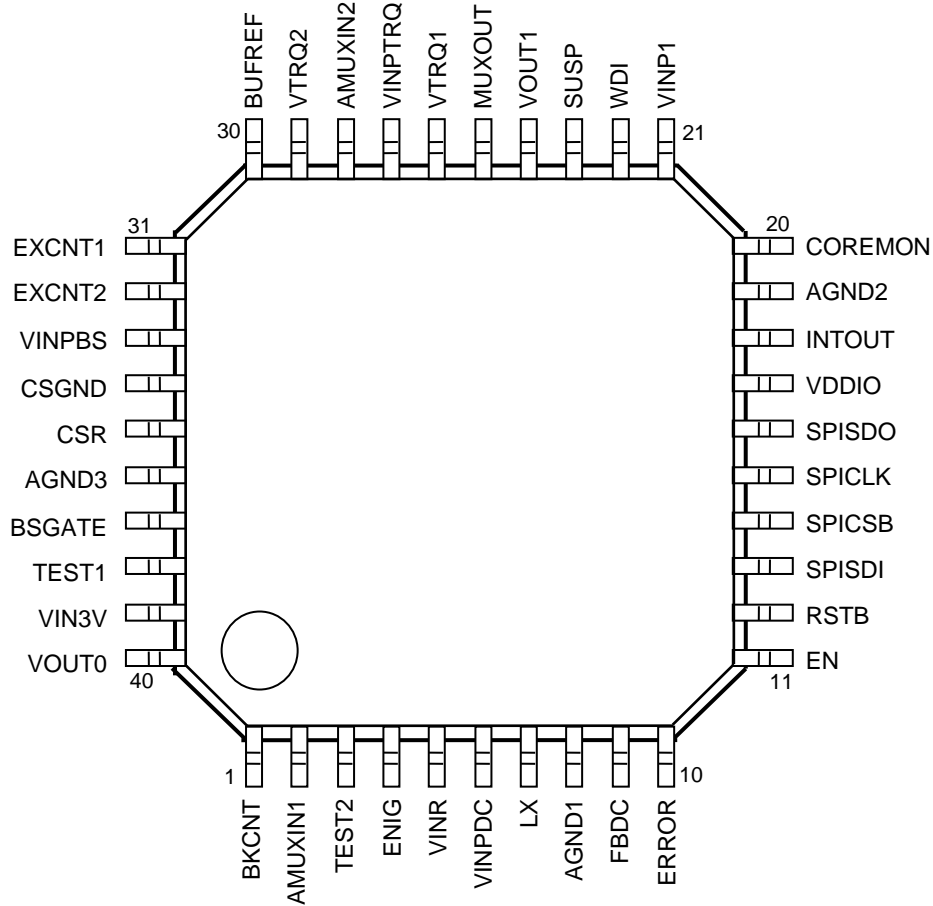 BUFREF
VTRQ2
AMUXIN2
VINPTRQ
VTRQ1
MUXOUT
VOUT1
SUSP
WDI
VINP1
30
21
31
20
EXCNT1
COREMON
EXCNT2
AGND2
VINPBS
INTOUT
CSGND
VDDIO
CSR
SPISDO
AGND3
SPICLK
BSGATE
SPICSB
TEST1
SPISDI
VIN3V
RSTB
VOUT0
EN
40
11
1
10
BKCNT
AMUXIN1
TEST2
ENIG
VINR
VINPDC
LX
AGND1
FBDC
ERROR